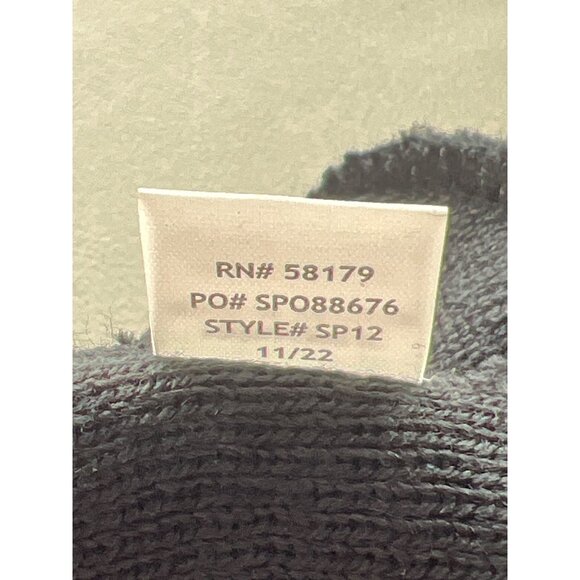 RN# 58179
PO# SPO88676
STYLE# SP12
11/22